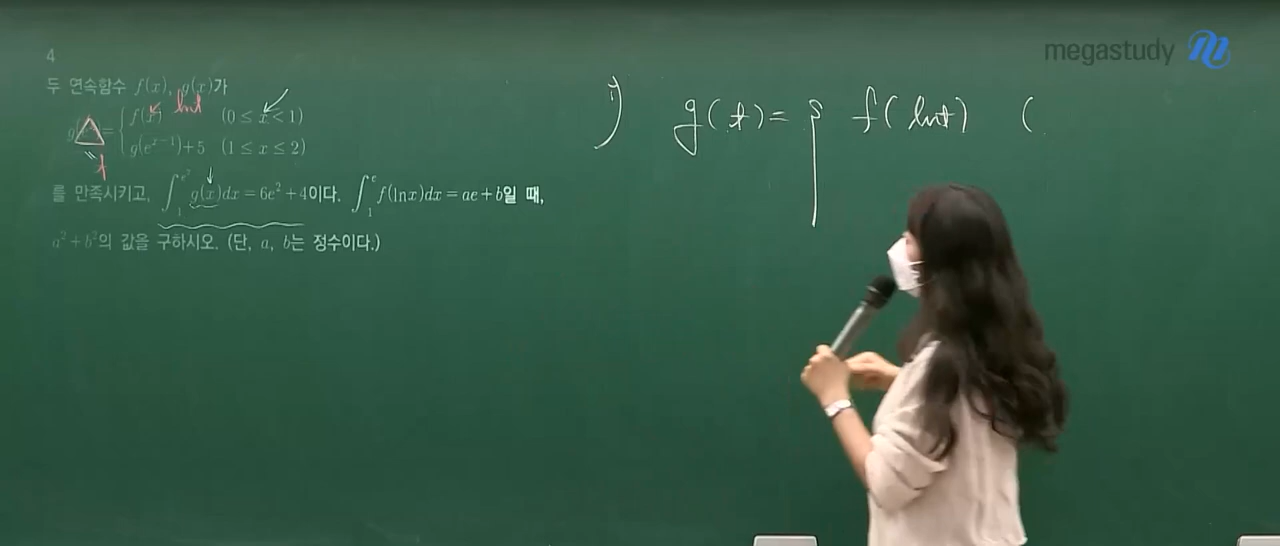 megastudy
4
두 연속함수 f(x), g(x)가
f(x) lnt (0≤x<1)
g(e^{x-1})+5 (1≤x≤2)
t
를 만족시키고, ∫_1^{e^2} g(x)dx=6e^2+4이다. ∫_1^e f(lnx)dx=ae+b일 때,
a^2+b^2의 값을 구하시오. (단, a, b는 정수이다.)
g(t)={ f(lnt) (